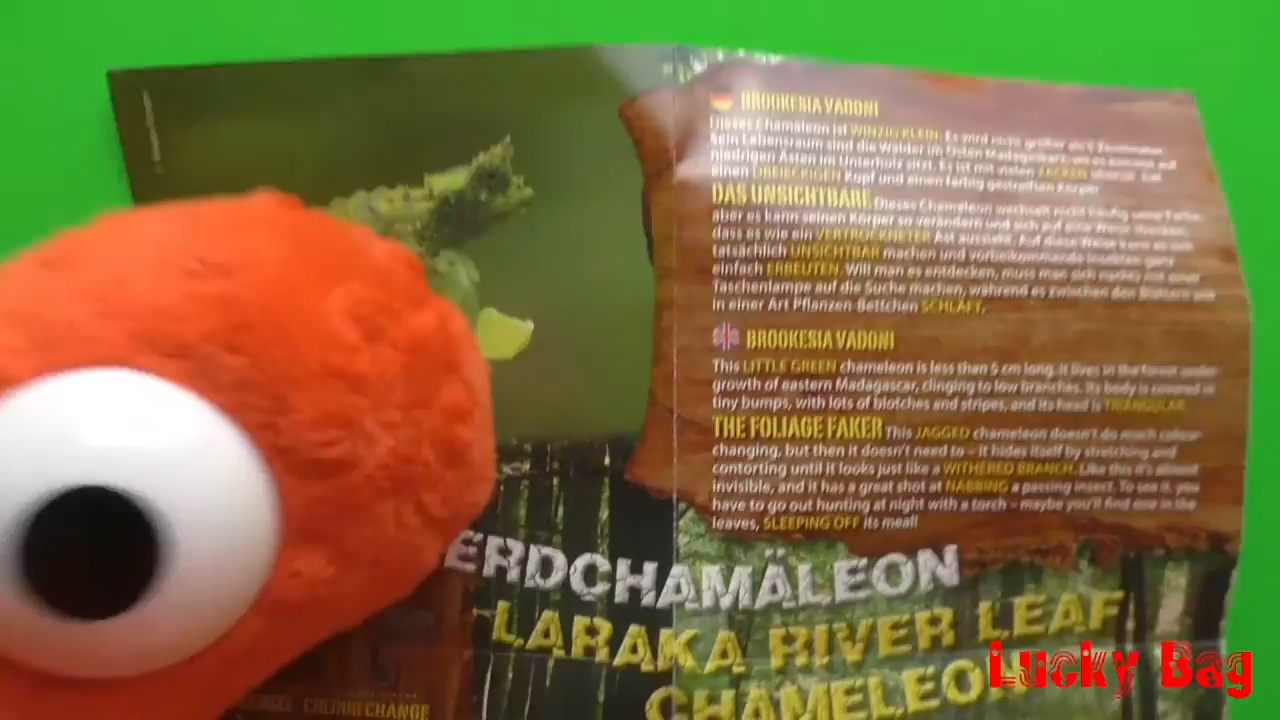 BROOKESIA VADONI
Dieses Chamäleon ist WINZIG KLEIN. Es wird nicht größer als 5 Zentimeter.
Sein Lebensraum sind die Wälder im Osten Madagaskars, wo es
niedrigen Ästen im Unterholz sitzt. Es ist mit vielen ZACKEN
einen DREIECKIGEN Kopf und einen farbig gestreiften Körper.
DAS UNSICHTBARE Dieses Chamäleon wechselt nicht häufig seine Farbe,
aber es kann seinen Körper so verändern und sich auf eine Weise
dass es wie ein VERTROCKNETER Ast aussieht. Auf diese Weise kann es sich
tatsächlich UNSICHTBAR machen und vorbeikommende Insekten ganz
einfach ERBEUTEN. Will man es entdecken, muss man sich nachts mit einer
Taschenlampe auf die Suche machen, während es zwischen den Blättern wie
in einer Art Pflanzen-Bettchen SCHLÄFT.
BROOKESIA VADONI
This LITTLE GREEN chameleon is less than 5 cm long. It lives in the forest under
growth of eastern Madagascar, clinging to low branches. Its body is covered in
tiny bumps, with lots of blotches and stripes, and its head is TRIANGULAR.
THE FOLIAGE FAKER This JAGGED chameleon doesn't do much colour
changing, but then it doesn't need to – it hides itself by stretching and
contorting until it looks just like a WITHERED BRANCH. Like this it's almost
invisible, and it has a great shot at NABBING a passing insect. To see it, you
have to go out hunting at night with a torch – maybe you'll find one in the
leaves, SLEEPING OFF its meal!
ERDCHAMÄLEON
LARAKA RIVER LEAF
CHAMELEO
COLOUR CHANGE
Lucky Bag